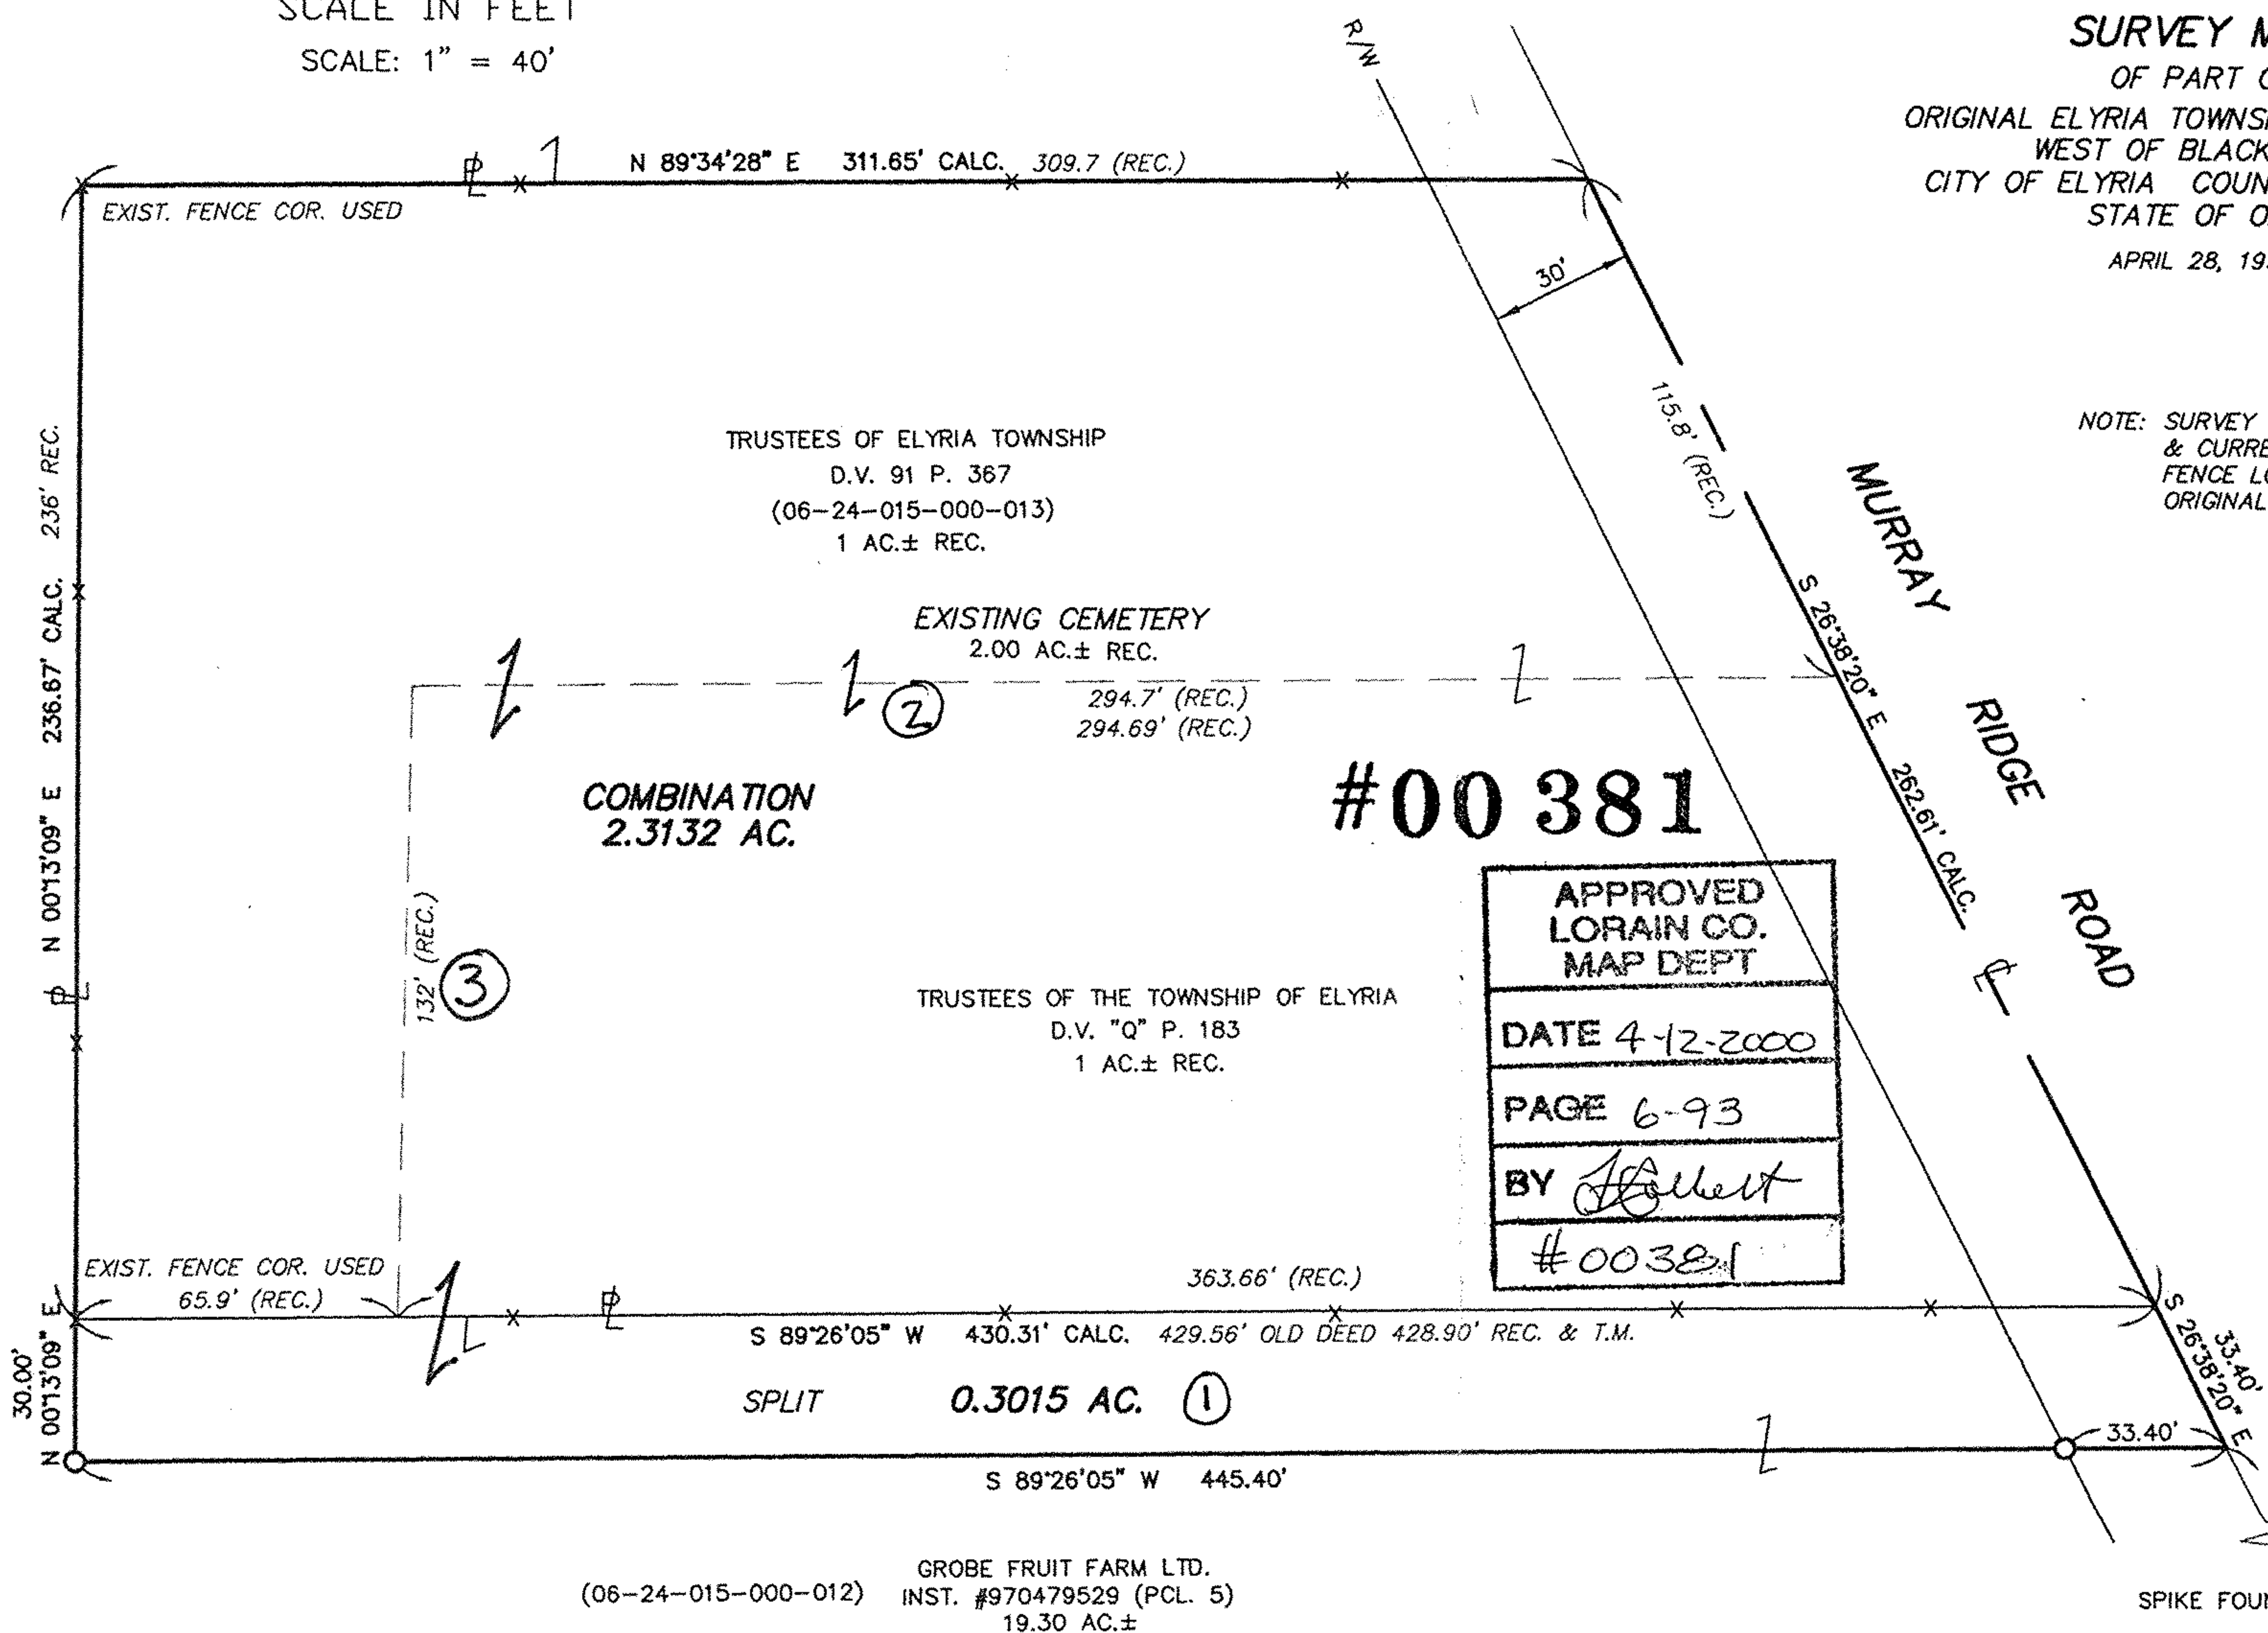 SCALE IN FEET
SCALE: 1" = 40'
R/W
SURVEY M
OF PART
ORIGINAL ELYRIA TOWNS
WEST OF BLACK
CITY OF ELYRIA COUN
STATE OF O
APRIL 28, 19
NOTE: SURVEY
& CURRE
FENCE L
ORIGINAL
N 89°34'28" E 311.65' CALC. 309.7 (REC.)
EXIST. FENCE COR. USED
30'
115.8' (REC.)
MURRAY RIDGE ROAD
S 26°38'20" E 262.61' CALC.
N 00°13'09" E 236.67' CALC. 236' REC.
TRUSTEES OF ELYRIA TOWNSHIP
D.V. 91 P. 367
(06-24-015-000-013)
1 AC.± REC.
EXISTING CEMETERY
2.00 AC.± REC.
2
294.7' (REC.)
294.69' (REC.)
COMBINATION
2.3132 AC.
#00 381
132' (REC.)
3
TRUSTEES OF THE TOWNSHIP OF ELYRIA
D.V. "Q" P. 183
1 AC.± REC.
APPROVED
LORAIN CO.
MAP DEPT
DATE 4-12-2000
PAGE 6-93
BY
#00381
EXIST. FENCE COR. USED
65.9' (REC.)
363.66' (REC.)
S 89°26'05" W 430.31' CALC. 429.56' OLD DEED 428.90' REC. & T.M.
30.00'
N 00°13'09" E
33.40'
S 26°38'20" E
SPLIT 0.3015 AC. 1
33.40'
S 89°26'05" W 445.40'
GROBE FRUIT FARM LTD.
(06-24-015-000-012) INST. #970479529 (PCL. 5)
19.30 AC.±
SPIKE FOUN